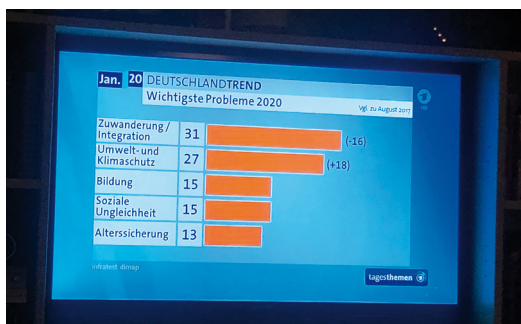 Jan. 20 DEUTSCHLANDTREND
Wichtigste Probleme 2020
Vgl. zu August 2017
Zuwanderung / 
Integration 31 (-16)
Umwelt- und
Klimaschutz 27 (+18)
Bildung 15
Soziale
Ungleichheit 15
Alterssicherung 13
infratest dimap
tagesthemen